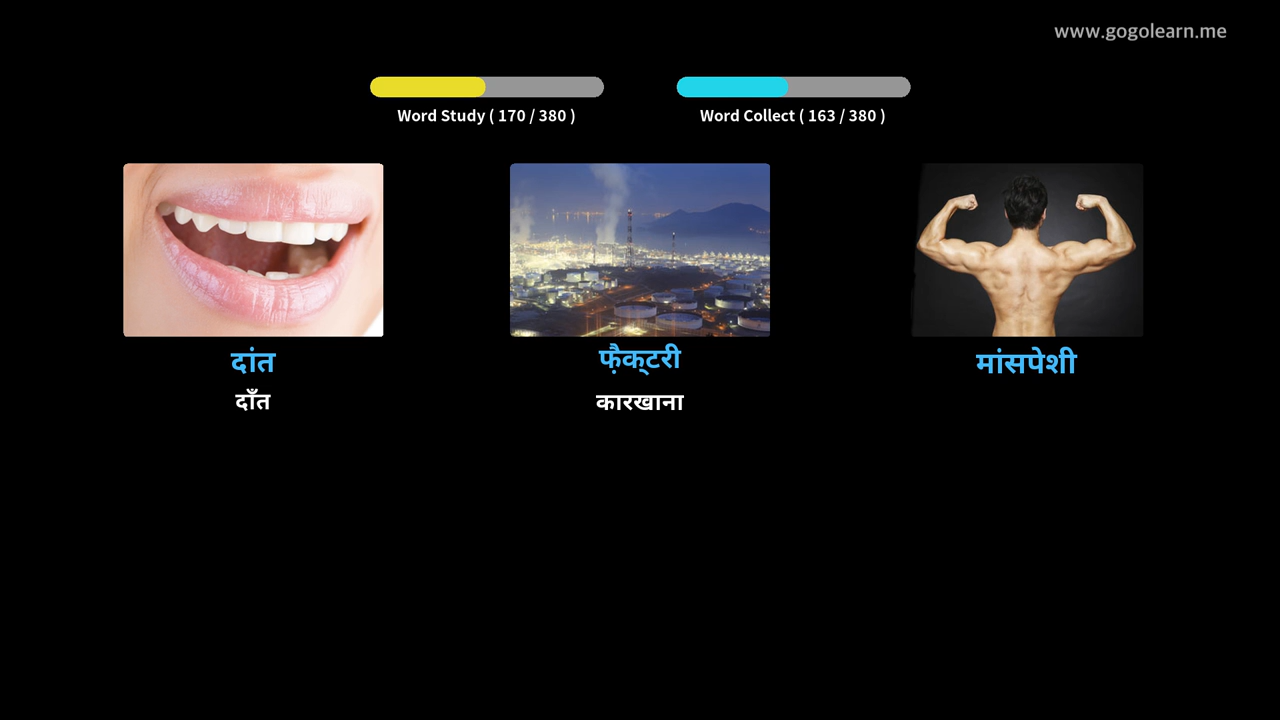 www.gogolearn.me
Word Study ( 170 / 380 )
Word Collect ( 163 / 380 )
दांत
फ़ैक्टरी
मांसपेशी
दाँत
कारखाना